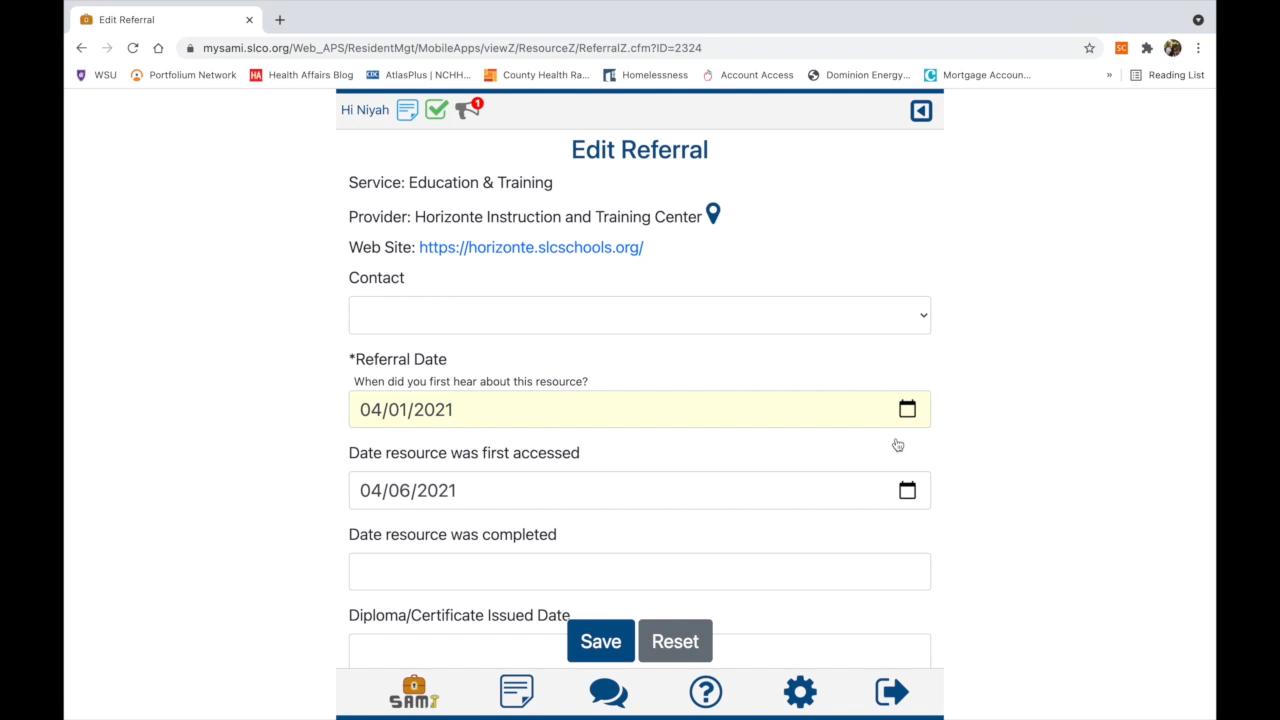 Edit Referral
mysami.slco.org/Web_APS/ResidentMgt/MobileApps/viewZ/ResourceZ/ReferralZ.cfm?ID=2324
SC
WSU
Portfolium Network
HA Health Affairs Blog
CDC AtlasPlus | NCHH...
County Health Ra...
Homelessness
Account Access
Dominion Energy...
Mortgage Accoun...
»
Reading List
Hi Niyah
1
Edit Referral
Service: Education & Training
Provider: Horizonte Instruction and Training Center
Web Site: https://horizonte.slcschools.org/
Contact
*Referral Date
When did you first hear about this resource?
04/01/2021
Date resource was first accessed
04/06/2021
Date resource was completed
Diploma/Certificate Issued Date
Save
Reset
SAMI